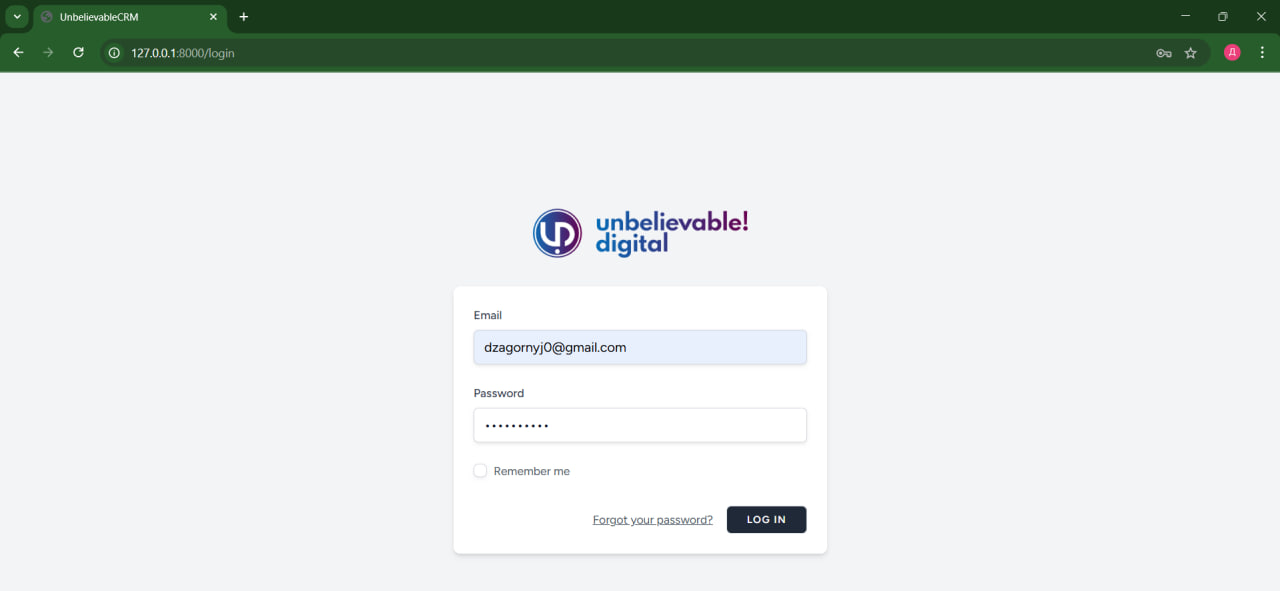 UnbelievableCRM
127.0.0.1:8000/login
Д
unbelievable!
digital
Email
dzagornyj0@gmail.com
Password
••••••••••
Remember me
Forgot your password?
LOG IN